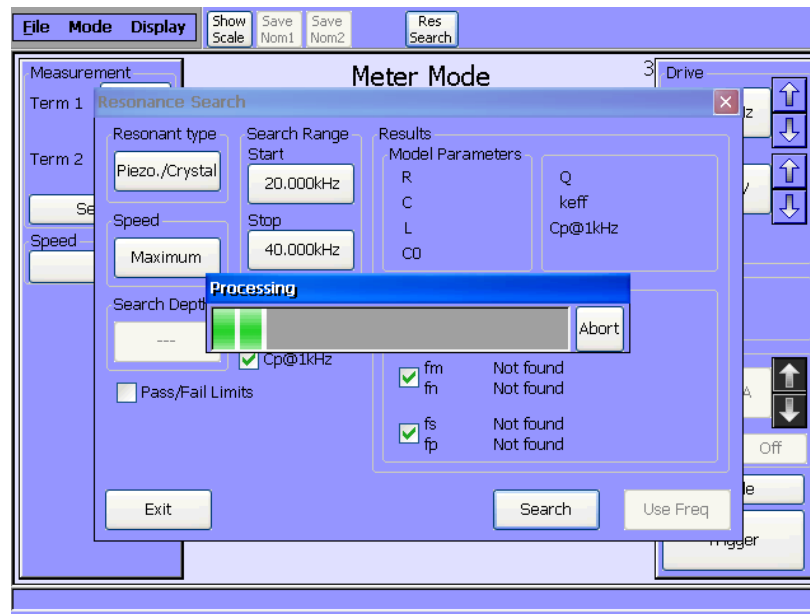 File Mode Display Show Scale Save Nom1 Save Nom2 Res Search
Measurement
Meter Mode
3
Drive
Term 1
Term 2
Se
Speed
Resonance Search
Resonant type
Piezo./Crystal
Speed
Maximum
Search Depth
---
Pass/Fail Limits
Search Range
Start
20.000kHz
Stop
40.000kHz
Cp@1kHz
Results
Model Parameters
R
C
L
C0
Q
keff
Cp@1kHz
Processing
Abort
fm Not found
fn Not found
fs Not found
fp Not found
Exit
Search
Use Freq
Hz
y
A
Off
le